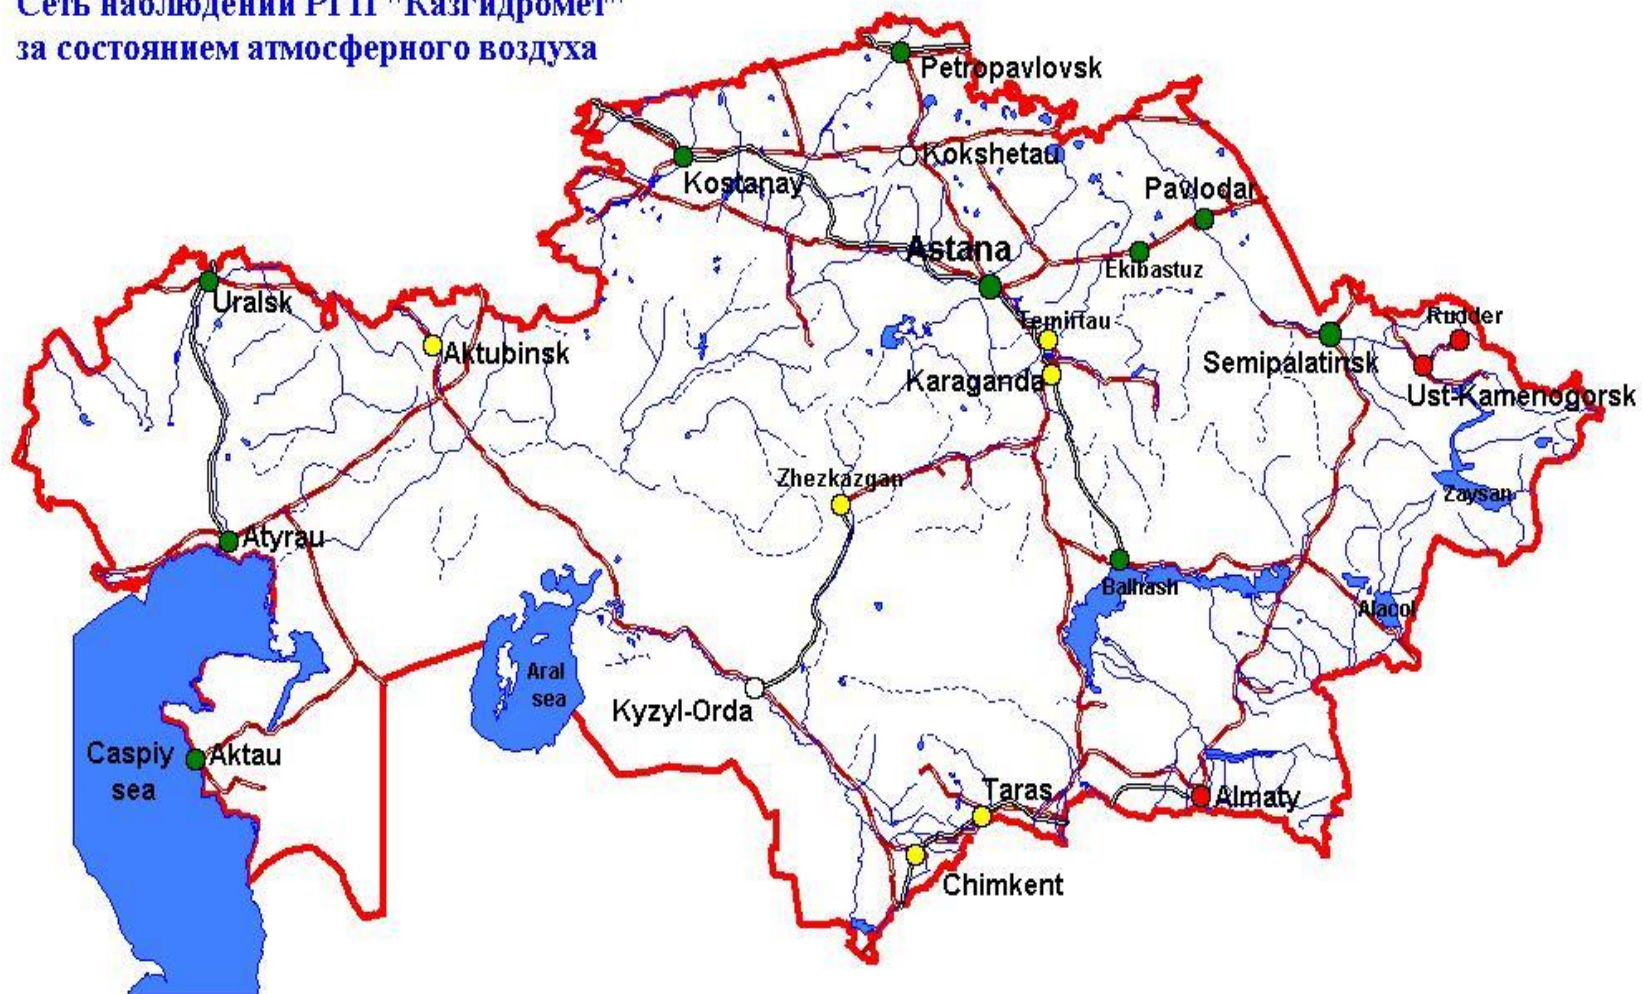 Сеть наблюдений РГП "Казгидромет"
за состоянием атмосферного воздуха
Petropavlovsk
Kokshetau
Kostanay
Pavlodar
Astana
Ekibastuz
Uralsk
Temirtau
Rudder
Aktubinsk
Semipalatinsk
Karaganda
Ust-Kamenogorsk
Zhezkazgan
Zaysan
Atyrau
Balhash
Alacol
Aral
sea
Kyzyl-Orda
Caspiy
sea
Aktau
Taras
Almaty
Chimkent